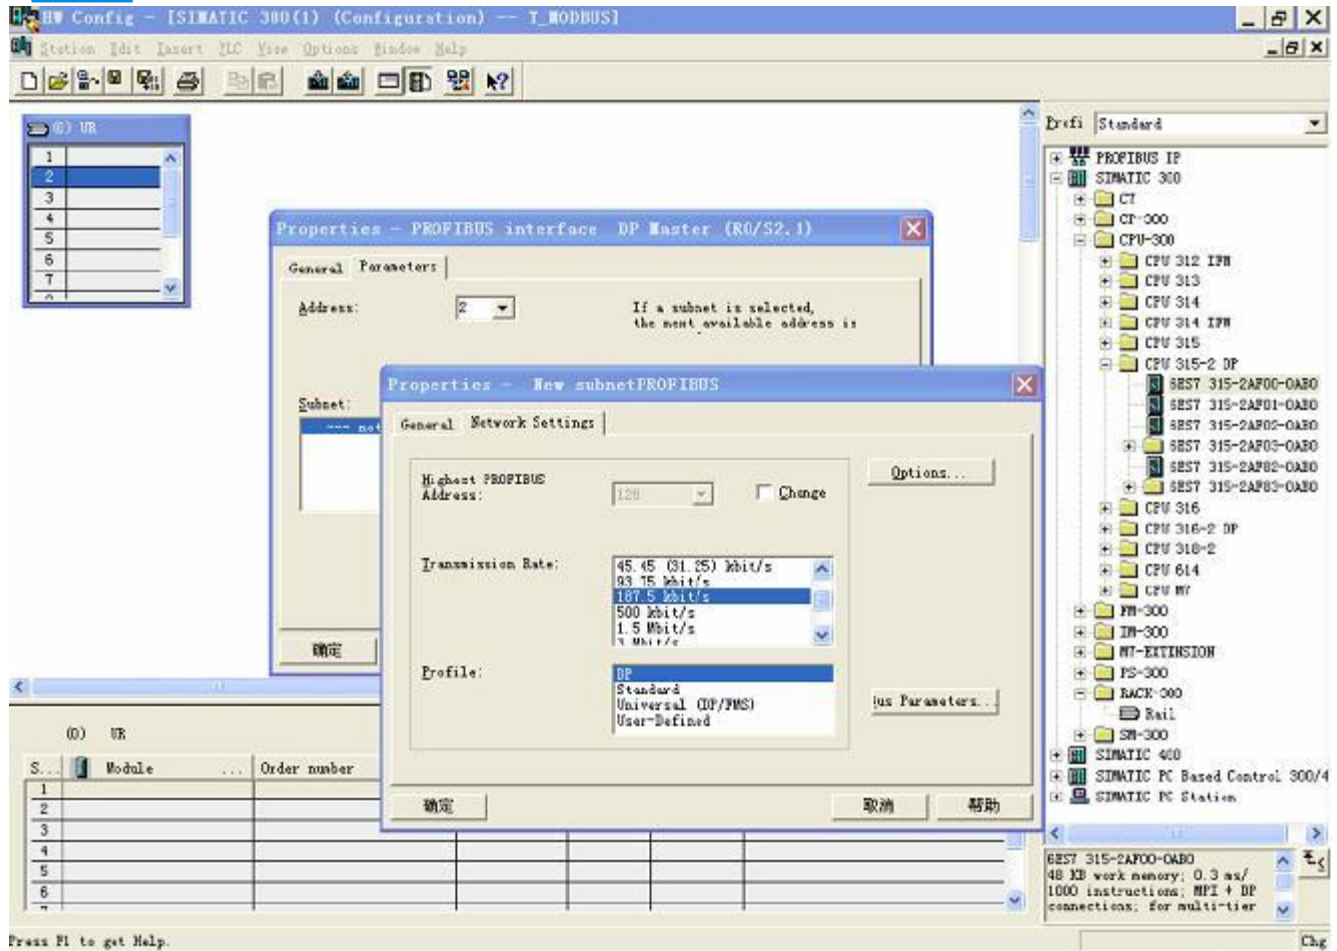 HW Config - [SIMATIC 300(1) (Configuration) -- T_MODBUS]
Station Edit Insert PLC View Options Window Help
(0) UR
1
2
3
4
5
6
7
Prefi Standard
PROFIBUS IP
SIMATIC 300
C7
CP-300
CPU-300
CPU 312 IFM
CPU 313
CPU 314
CPU 314 IFM
CPU 315
CPU 315-2 DP
6ES7 315-2AF00-0AB0
6ES7 315-2AF01-0AB0
6ES7 315-2AF02-0AB0
6ES7 315-2AF03-0AB0
6ES7 315-2AF82-0AB0
6ES7 315-2AF83-0AB0
CPU 316
CPU 316-2 DP
CPU 318-2
CPU 614
CPU M7
FM-300
IM-300
M7-EXTENSION
PS-300
RACK-300
Rail
SM-300
SIMATIC 400
SIMATIC PC Based Control 300/4
SIMATIC PC Station
Properties - PROFIBUS interface DP Master (R0/S2.1)
General Parameters
Address: 2
If a subnet is selected,
the next available address is
Subnet:
--- not
确定
Properties - New subnetPROFIBUS
General Network Settings
Highest PROFIBUS
Address:
126
Change
Options...
Transmission Rate:
45.45 (31.25) kbit/s
93.75 kbit/s
187.5 kbit/s
500 kbit/s
1.5 Mbit/s
3 Mbit/s
Profile:
DP
Standard
Universal (DP/FMS)
User-Defined
us Parameters...
确定 取消 帮助
(0) UR
S... Module ... Order number
1
2
3
4
5
6
7
6ES7 315-2AF00-0AB0
48 KB work memory; 0.3 ms/
1000 instructions; MPI + DP
connections; for multi-tier
Press F1 to get Help.
Chg